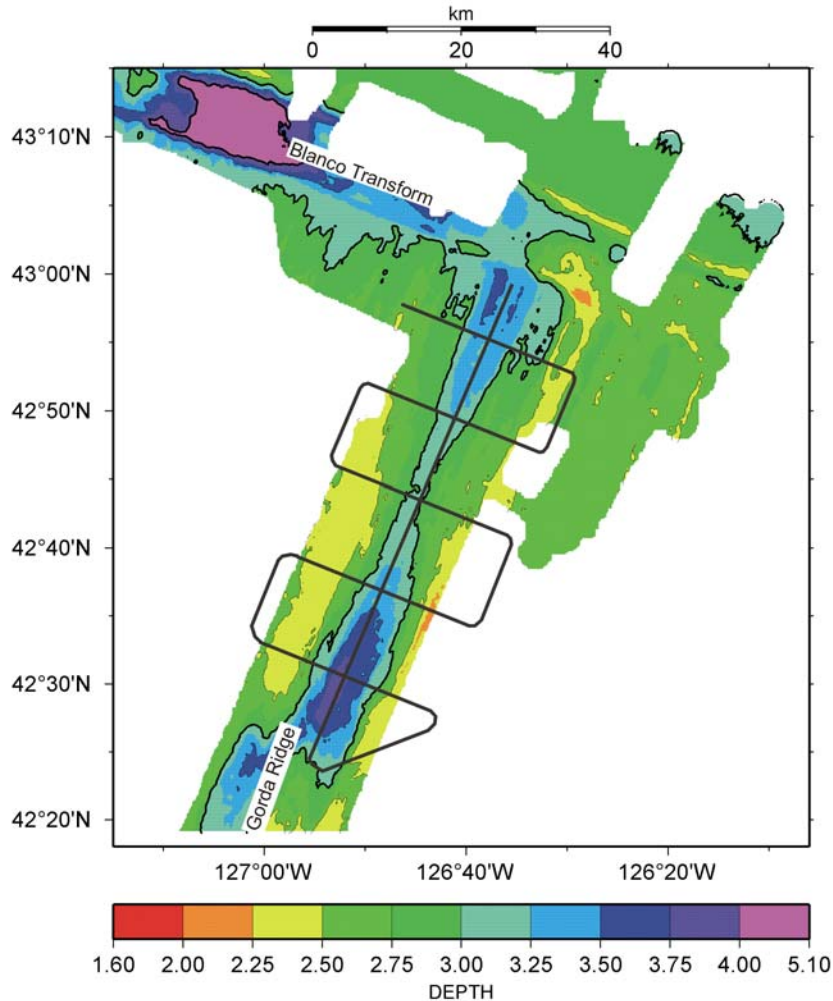 km
0 20 40
43°10'N
Blanco Transform
43°00'N
42°50'N
42°40'N
42°30'N
Gorda Ridge
42°20'N
127°00'W 126°40'W 126°20'W
1.60 2.00 2.25 2.50 2.75 3.00 3.25 3.50 3.75 4.00 5.10
DEPTH